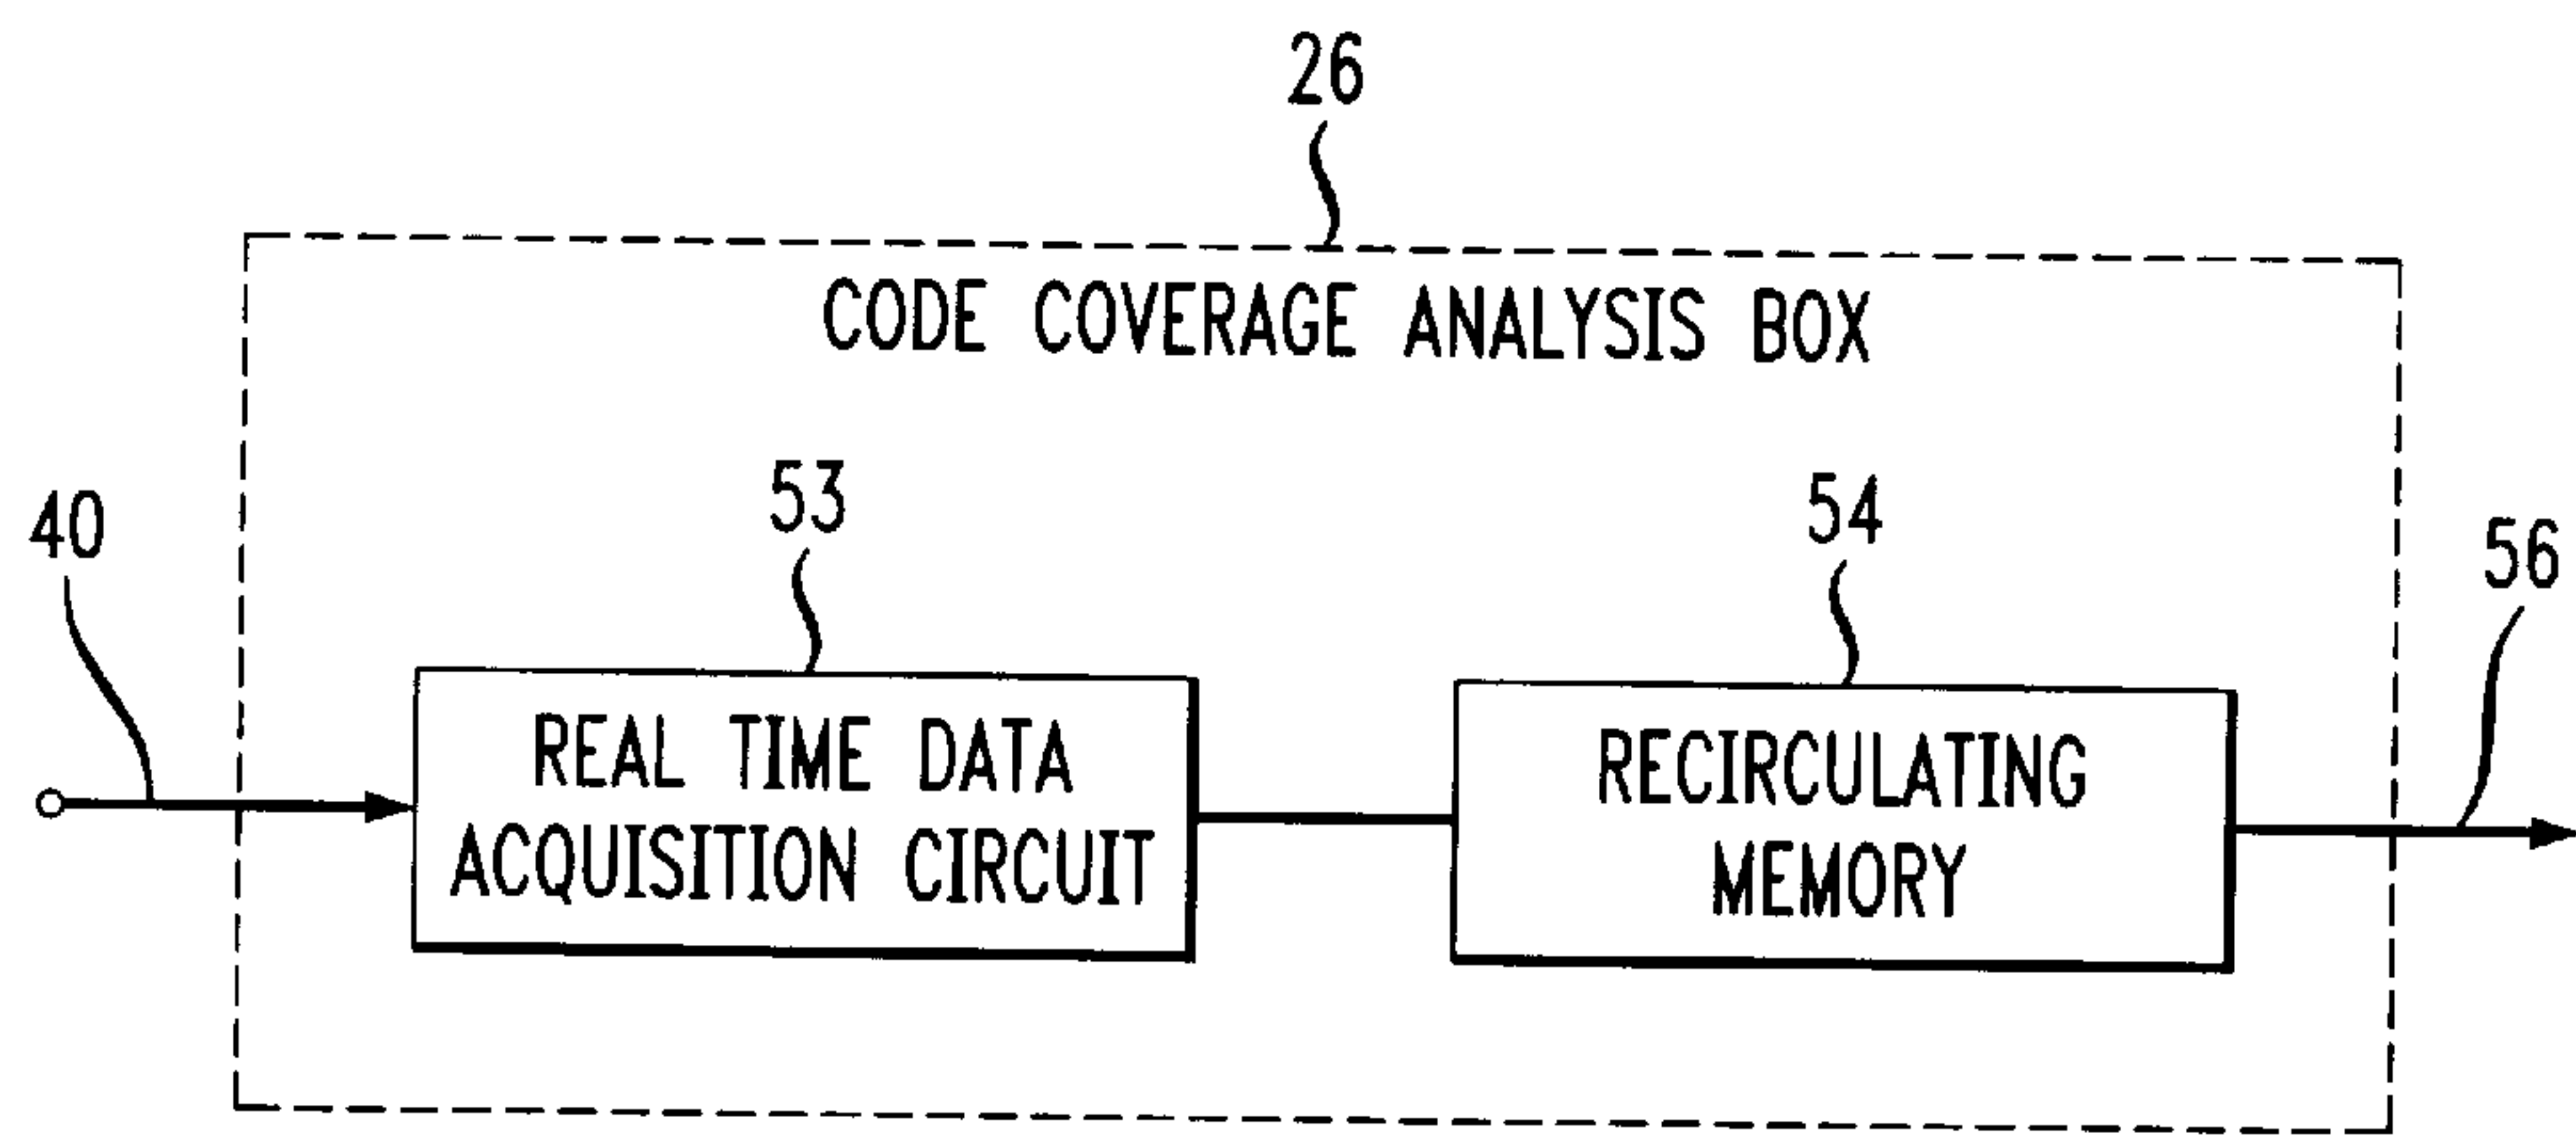 26
CODE COVERAGE ANALYSIS BOX
40
53
54
56
REAL TIME DATA
ACQUISITION CIRCUIT
RECIRCULATING
MEMORY